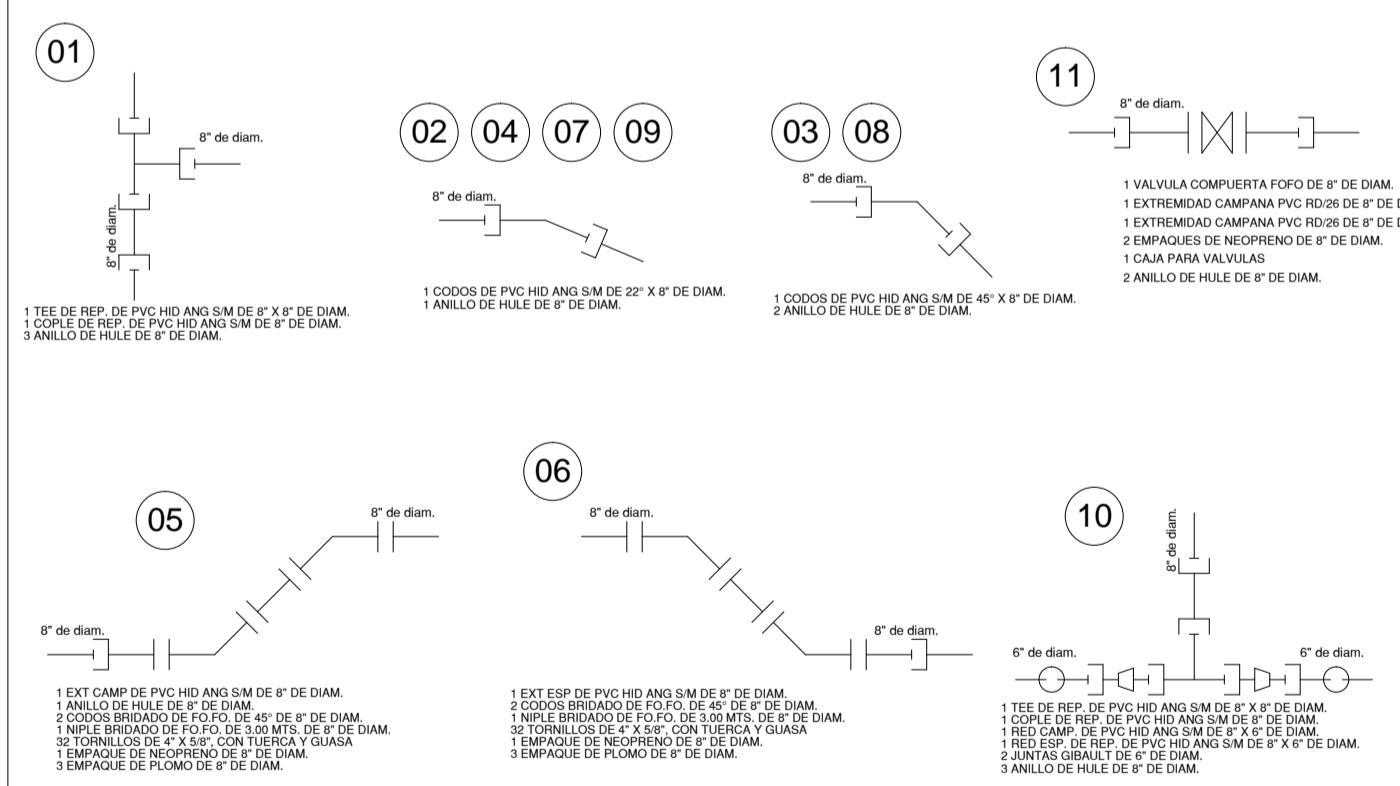 01
8" de diam.
8" de diam.
1 TEE DE REP. DE PVC HID ANG S/M DE 8" X 8" DE DIAM.
1 COPLE DE REP. DE PVC HID ANG S/M DE 8" DE DIAM.
3 ANILLO DE HULE DE 8" DE DIAM.
02 04 07 09
8" de diam.
1 CODOS DE PVC HID ANG S/M DE 22° X 8" DE DIAM.
1 ANILLO DE HULE DE 8" DE DIAM.
03 08
8" de diam.
1 CODOS DE PVC HID ANG S/M DE 45° X 8" DE DIAM.
2 ANILLO DE HULE DE 8" DE DIAM.
11
8" de diam.
1 VALVULA COMPUERTA FOFO DE 8" DE DIAM.
1 EXTREMIDAD CAMPANA PVC RD/26 DE 8" DE
1 EXTREMIDAD CAMPANA PVC RD/26 DE 8" DE
2 EMPAQUES DE NEOPRENO DE 8" DE DIAM.
1 CAJA PARA VALVULAS
2 ANILLO DE HULE DE 8" DE DIAM.
05
8" de diam.
8" de diam.
1 EXT CAMP DE PVC HID ANG S/M DE 8" DE DIAM.
1 ANILLO DE HULE DE 8" DE DIAM.
2 CODOS BRIDADO DE FO.FO. DE 45° DE 8" DE DIAM.
1 NIPLE BRIDADO DE FO.FO. DE 3.00 MTS. DE 8" DE DIAM.
32 TORNILLOS DE 4" X 5/8", CON TUERCA Y GUASA
1 EMPAQUE DE NEOPRENO DE 8" DE DIAM.
3 EMPAQUE DE PLOMO DE 8" DE DIAM.
06
8" de diam.
8" de diam.
1 EXT ESP DE PVC HID ANG S/M DE 8" DE DIAM.
2 CODOS BRIDADO DE FO.FO. DE 45° DE 8" DE DIAM.
1 NIPLE BRIDADO DE FO.FO. DE 3.00 MTS. DE 8" DE DIAM.
32 TORNILLOS DE 4" X 5/8", CON TUERCA Y GUASA
1 EMPAQUE DE NEOPRENO DE 8" DE DIAM.
3 EMPAQUE DE PLOMO DE 8" DE DIAM.
10
8" de diam.
6" de diam.
6" de diam.
1 TEE DE REP. DE PVC HID ANG S/M DE 8" X 8" DE DIAM.
1 COPLE DE REP. DE PVC HID ANG S/M DE 8" DE DIAM.
1 RED CAMP. DE PVC HID ANG S/M DE 8" X 6" DE DIAM.
1 RED ESP. DE REP. DE PVC HID ANG S/M DE 8" X 6" DE DIAM.
2 JUNTAS GIBAULT DE 6" DE DIAM.
3 ANILLO DE HULE DE 8" DE DIAM.